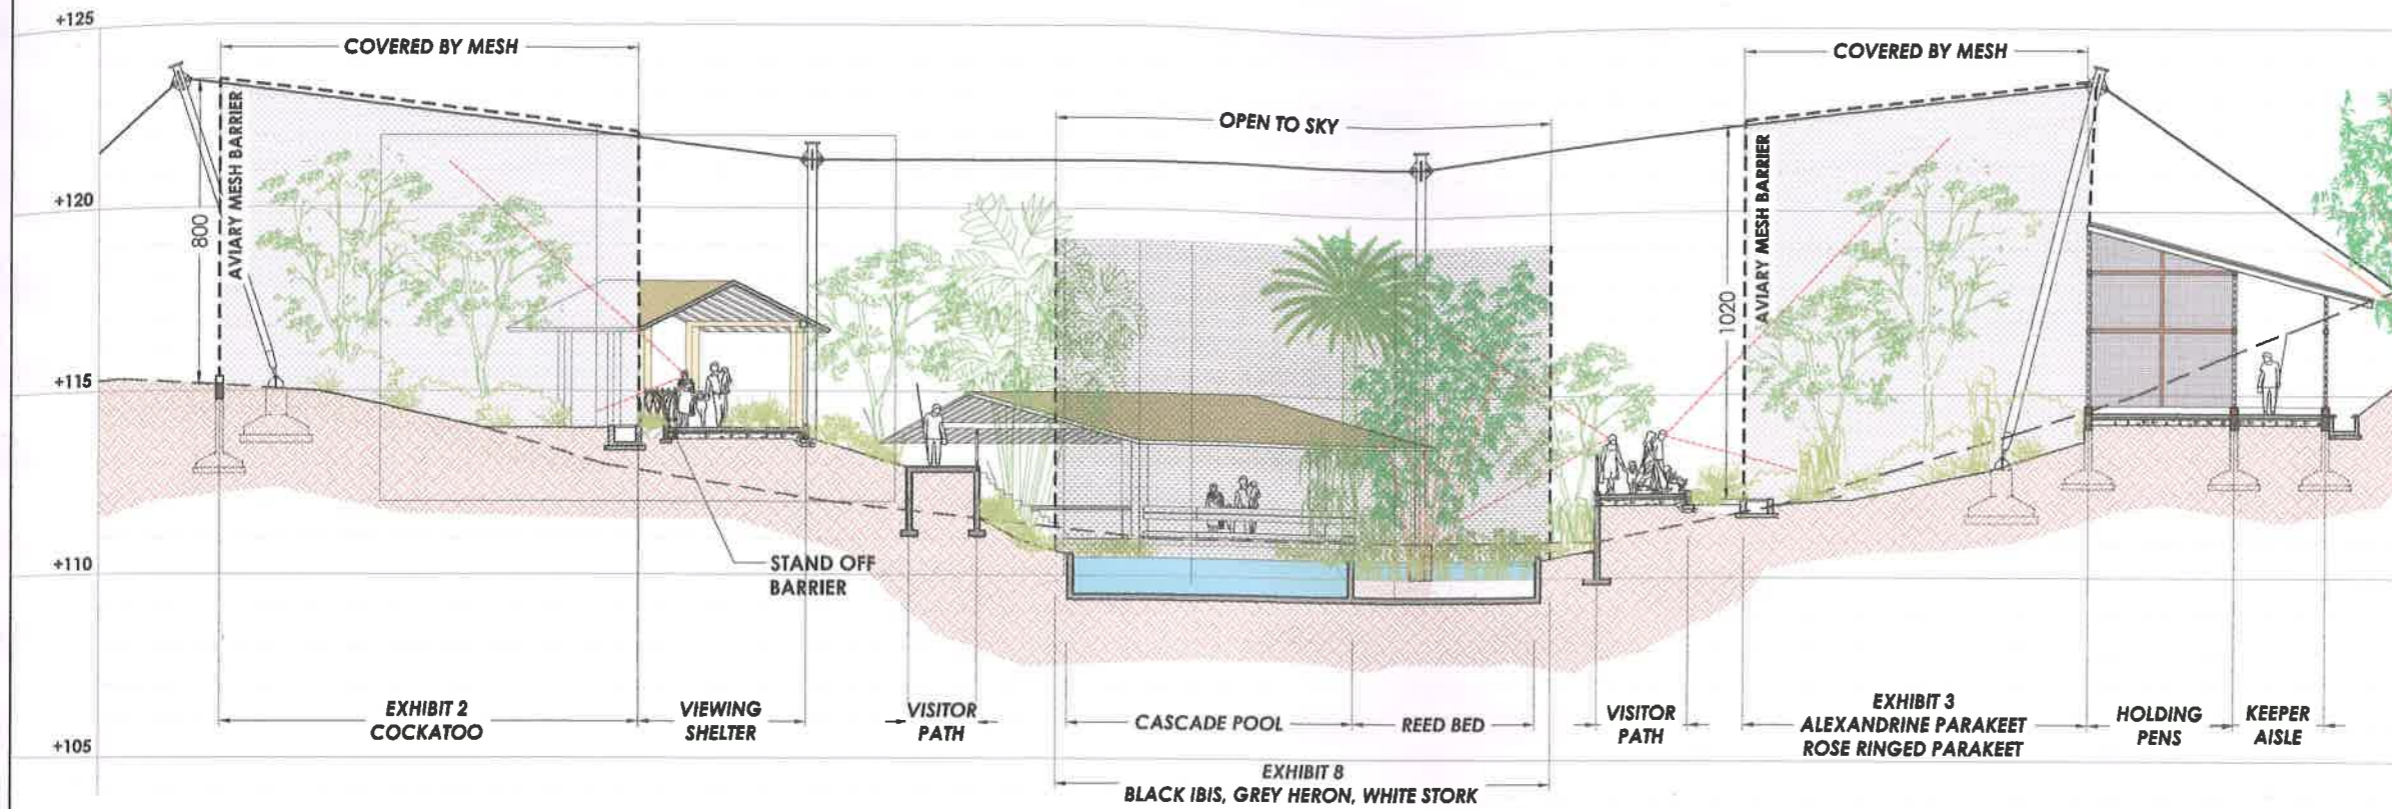 +125
COVERED BY MESH
COVERED BY MESH
OPEN TO SKY
AVIARY MESH BARRIER
AVIARY MESH BARRIER
+120
800
1020
+115
+110
STAND OFF
BARRIER
EXHIBIT 2
COCKATOO
VIEWING
SHELTER
VISITOR
PATH
CASCADE POOL
REED BED
VISITOR
PATH
EXHIBIT 3
ALEXANDRINE PARAKEET
ROSE RINGED PARAKEET
HOLDING
PENS
KEEPER
AISLE
+105
EXHIBIT 8
BLACK IBIS, GREY HERON, WHITE STORK